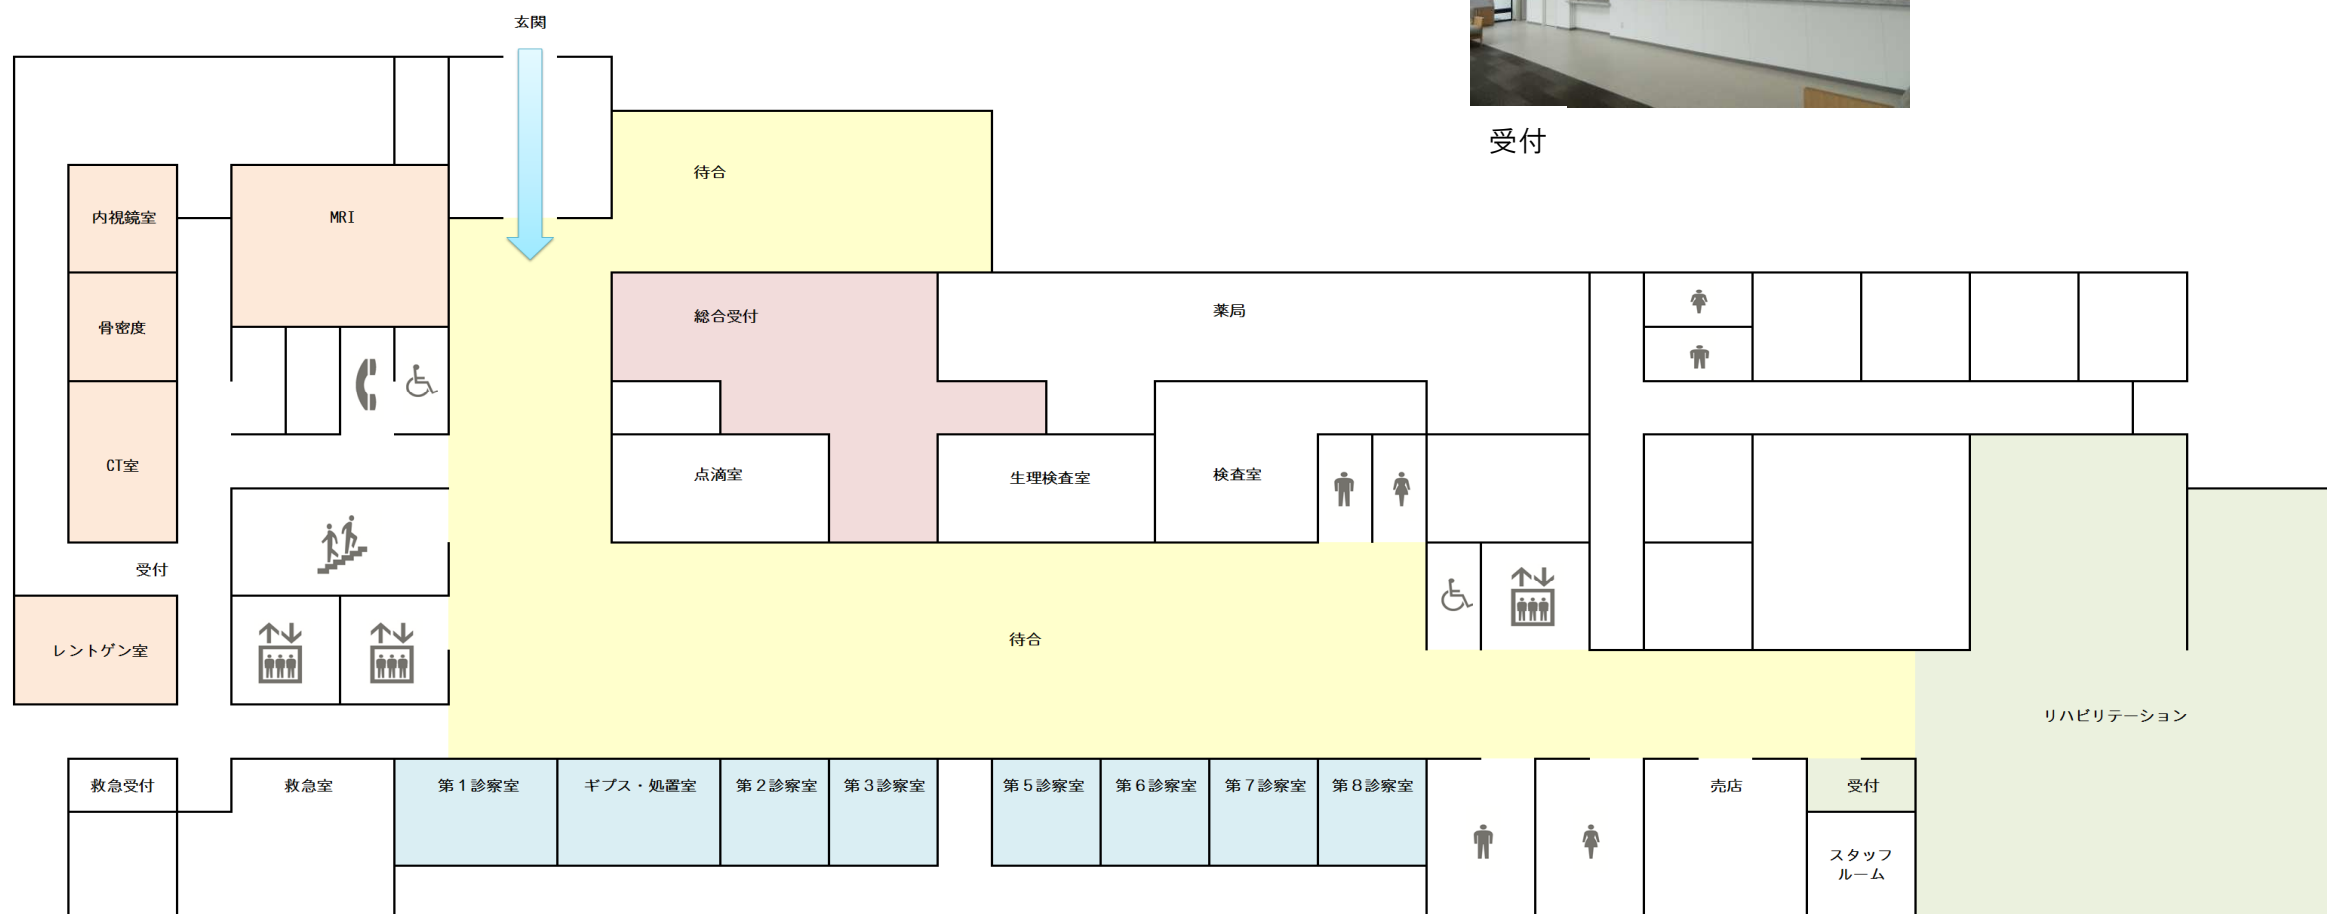 玄関
受付
待合
内視鏡室
MRI
骨密度
総合受付
薬局
CT室
点滴室
生理検査室
検査室
受付
レントゲン室
待合
リハビリテーション
救急受付
救急室
第１診察室
ギプス・処置室
第２診察室
第３診察室
第５診察室
第６診察室
第７診察室
第８診察室
売店
受付
スタッフ
ルーム